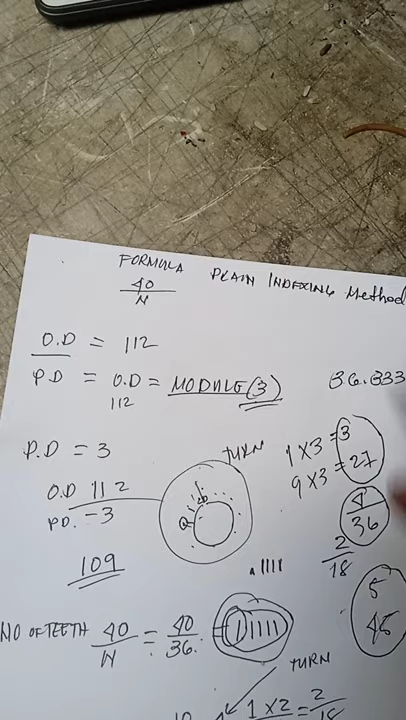 FORMULA PLAIN INDEXING Method
40
N
O.D = 112
P.D = O.D = MODULE (3)
112
36.333
P.D = 3
TURN
1 X 3 = 3
9 X 3 = 27
O.D 112
PD. - 3
109
4
36
2
18
5
45
NO OF TEETH 40/N = 40/36 =
TURN
1 X 2 = 2/18